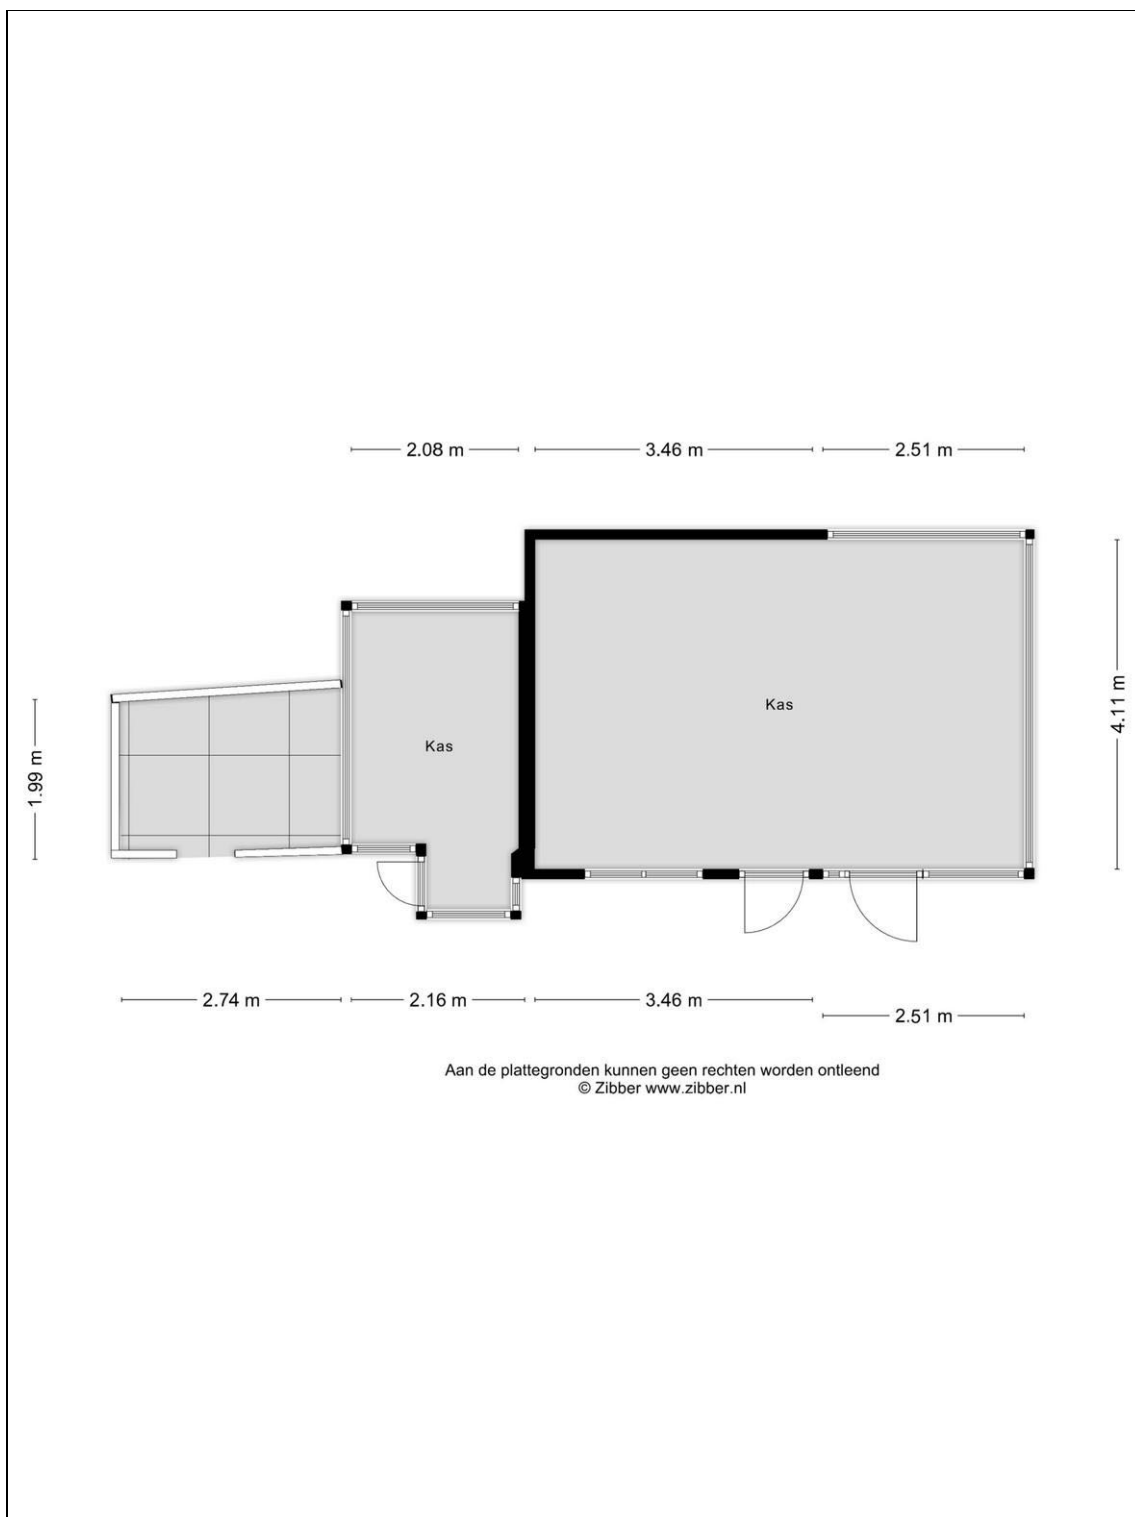 2.08 m
3.46 m
2.51 m
4.11 m
Kas
Kas
1.99 m
2.74 m
2.16 m
3.46 m
2.51 m
Aan de plattegronden kunnen geen rechten worden ontleend
© Zibber www.zibber.nl